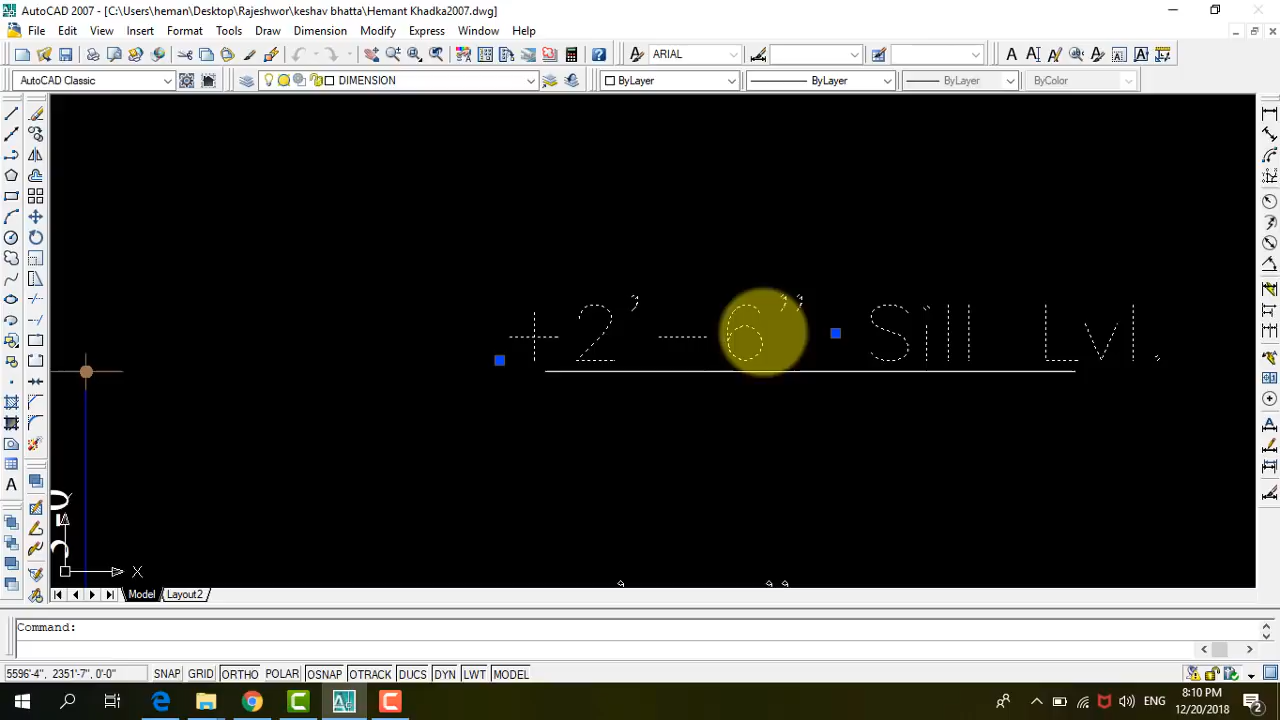 AutoCAD 2007 - [C:\Users\heman\Desktop\Rajeshwor\keshav bhatta\Hemant Khadka2007.dwg]
File Edit View Insert Format Tools Draw Dimension Modify Express Window Help
ARIAL
AutoCAD Classic DIMENSION ByLayer ByLayer ByLayer ByColor
+2'-6" Sill Lvl.
X
Model Layout2
Command:
5596'-4", 2351'-7", 0'-0" SNAP GRID ORTHO POLAR OSNAP OTRACK DUCS DYN LWT MODEL
ENG 8:10 PM
12/20/2018 2